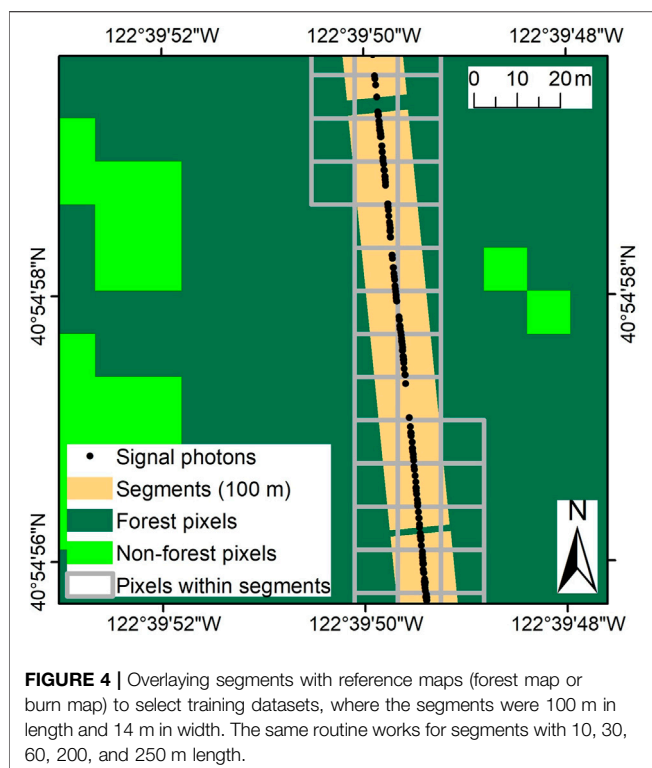 122°39'52"W 122°39'50"W 122°39'48"W
0 10 20 m
40°54'58"N 40°54'58"N
Signal photons
Segments (100 m)
Forest pixels
Non-forest pixels
Pixels within segments
N
40°54'56"N
122°39'52"W 122°39'50"W 122°39'48"W
FIGURE 4 | Overlaying segments with reference maps (forest map or
burn map) to select training datasets, where the segments were 100 m in
length and 14 m in width. The same routine works for segments with 10, 30,
60, 200, and 250 m length.